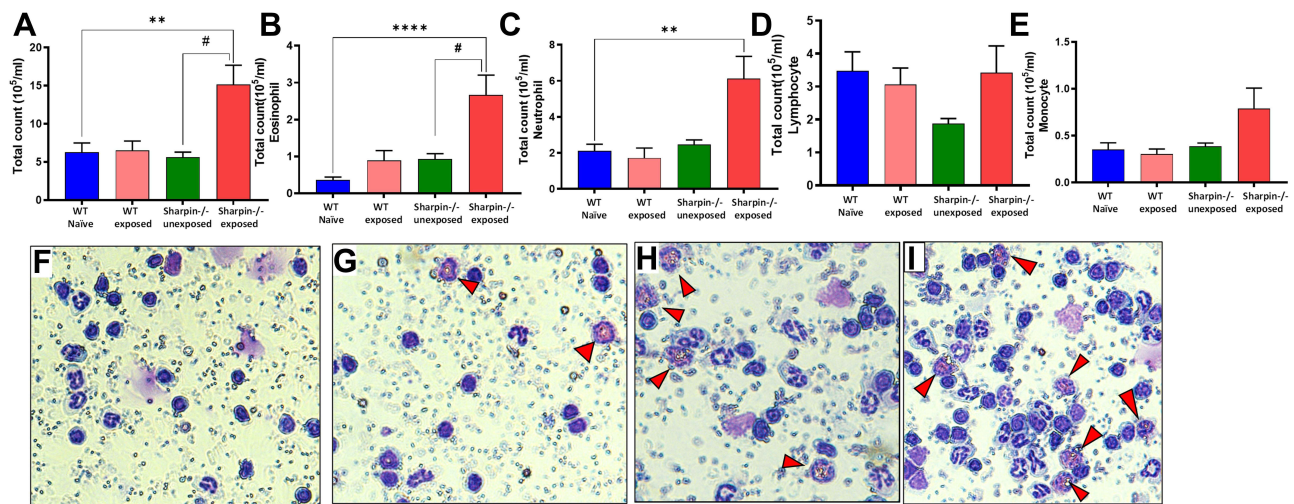 A
Total count (10⁵/ml)
20
15
10
5
0
**
#
WT Naïve
WT exposed
Sharpin-/- unexposed
Sharpin-/- exposed
B
Total count(10⁵/ml)
Eosinophil
4
3
2
1
0
****
#
WT Naïve
WT exposed
Sharpin-/- unexposed
Sharpin-/- exposed
C
Total count (10⁵/ml)
Neutrophil
8
6
4
2
0
**
WT Naïve
WT exposed
Sharpin-/- unexposed
Sharpin-/- exposed
D
Total count(10⁵/ml)
Lymphocyte
5
4
3
2
1
0
WT Naïve
WT exposed
Sharpin-/- unexposed
Sharpin-/- exposed
E
Total count (10⁵/ml)
Monocyte
1.5
1.0
0.5
0.0
WT Naïve
WT exposed
Sharpin-/- unexposed
Sharpin-/- exposed
F
G
H
I